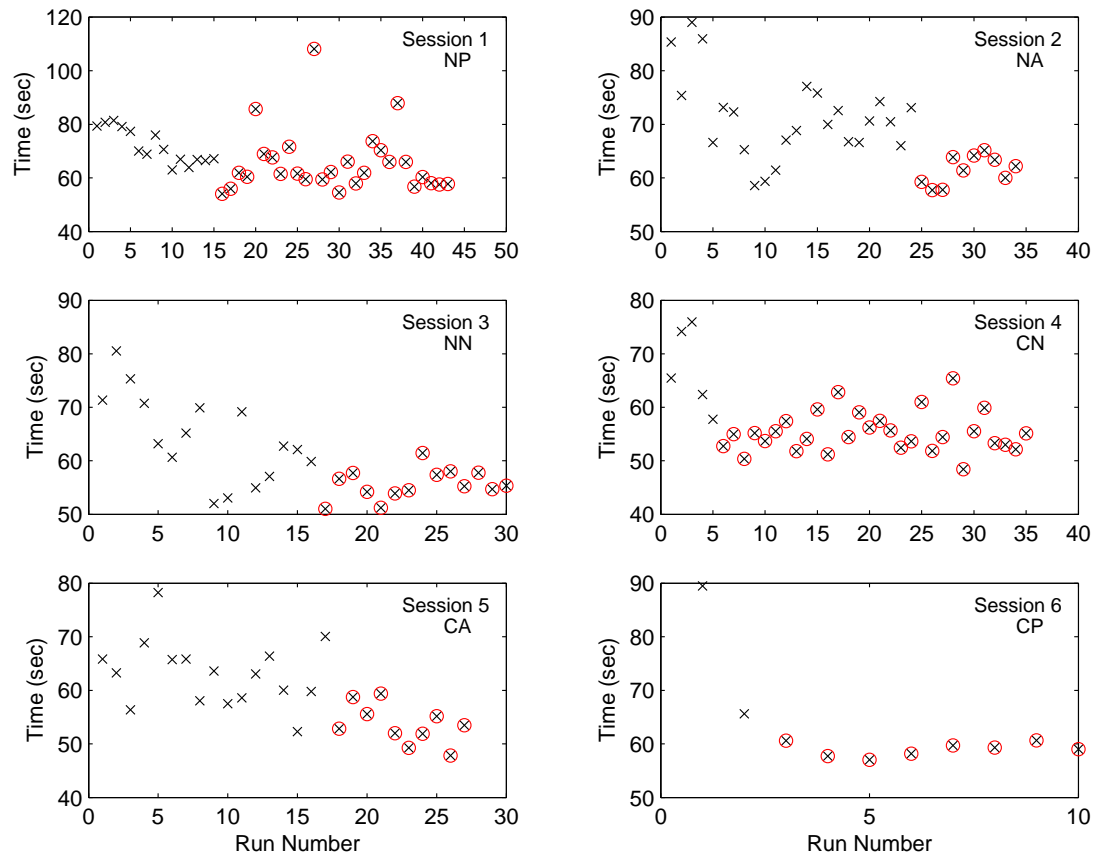 120
100
80
60
40
Time (sec)
Session 1
NP
0 5 10 15 20 25 30 35 40 45 50
90
80
70
60
50
Time (sec)
Session 2
NA
0 5 10 15 20 25 30 35 40
90
80
70
60
50
Time (sec)
Session 3
NN
0 5 10 15 20 25 30
80
70
60
50
40
Time (sec)
Session 4
CN
0 5 10 15 20 25 30 35 40
80
70
60
50
40
Time (sec)
Session 5
CA
0 5 10 15 20 25 30
Run Number
90
80
70
60
50
Time (sec)
Session 6
CP
0 5 10
Run Number